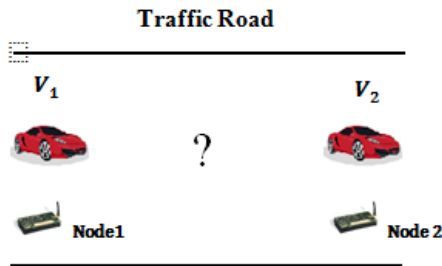 Traffic Road
V₁
V₂
?
Node1
Node 2